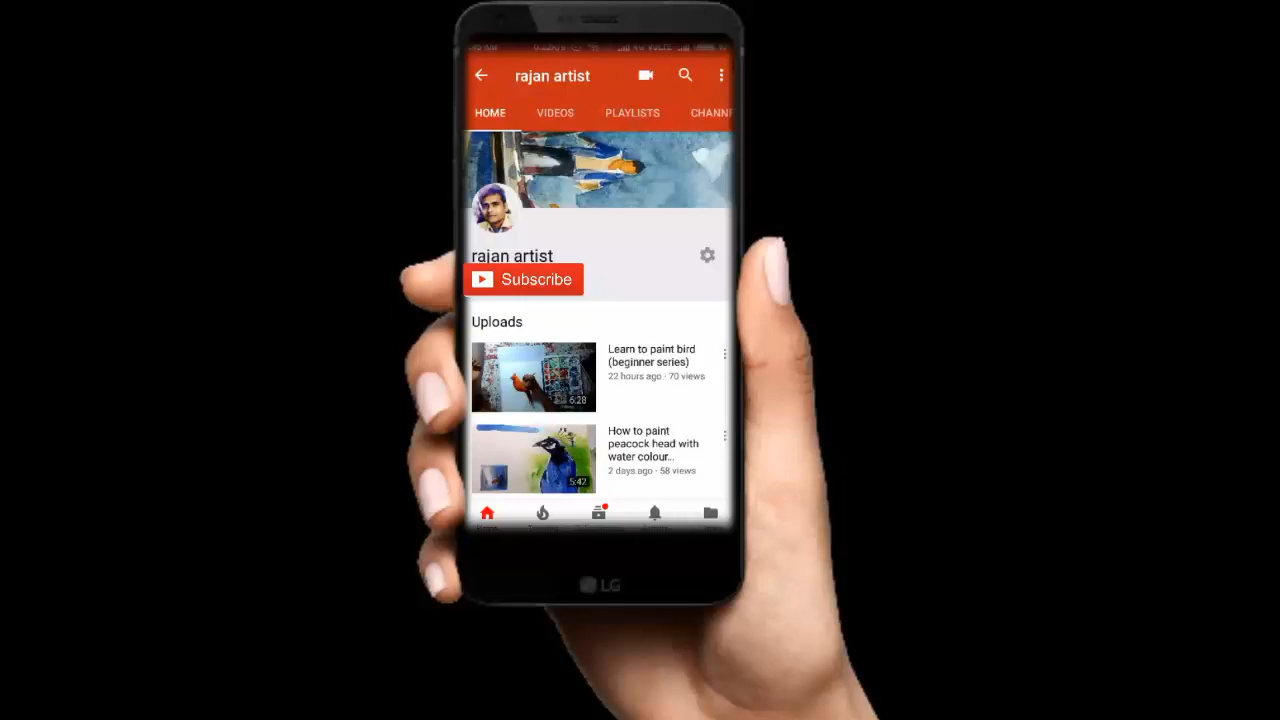 rajan artist
HOME VIDEOS PLAYLISTS CHANN
rajan artist
Subscribe
Uploads
Learn to paint bird
(beginner series)
22 hours ago · 70 views
6:28
How to paint
peacock head with
water colour...
2 days ago · 58 views
5:42
LG